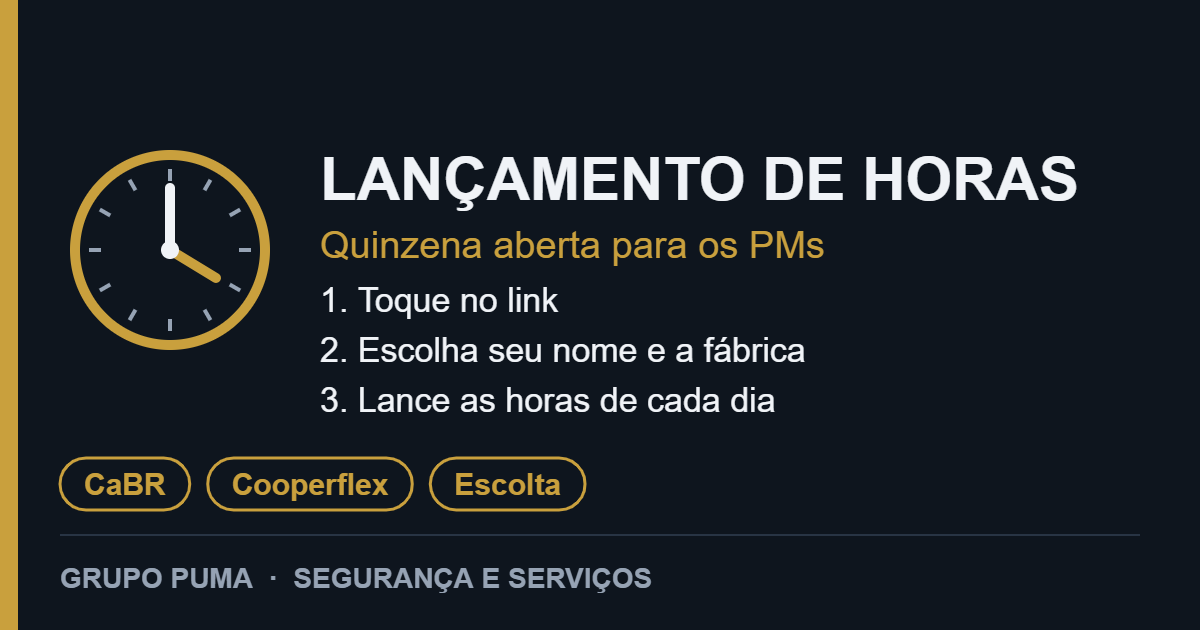 LANÇAMENTO DE HORAS
Quinzena aberta para os PMs
1. Toque no link
2. Escolha seu nome e a fábrica
3. Lance as horas de cada dia
CaBR
Cooperflex
Escolta
GRUPO PUMA · SEGURANÇA E SERVIÇOS